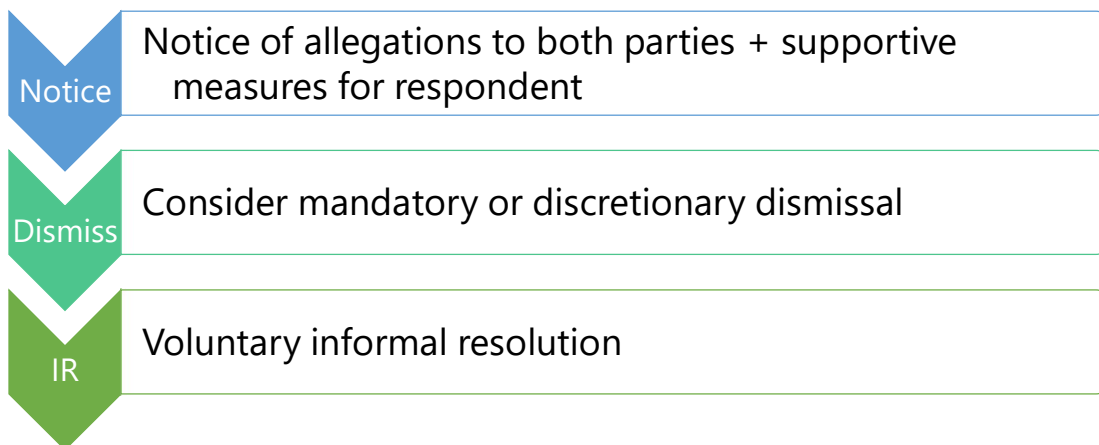 Notice
Notice of allegations to both parties + supportive
measures for respondent
Dismiss
Consider mandatory or discretionary dismissal
IR
Voluntary informal resolution